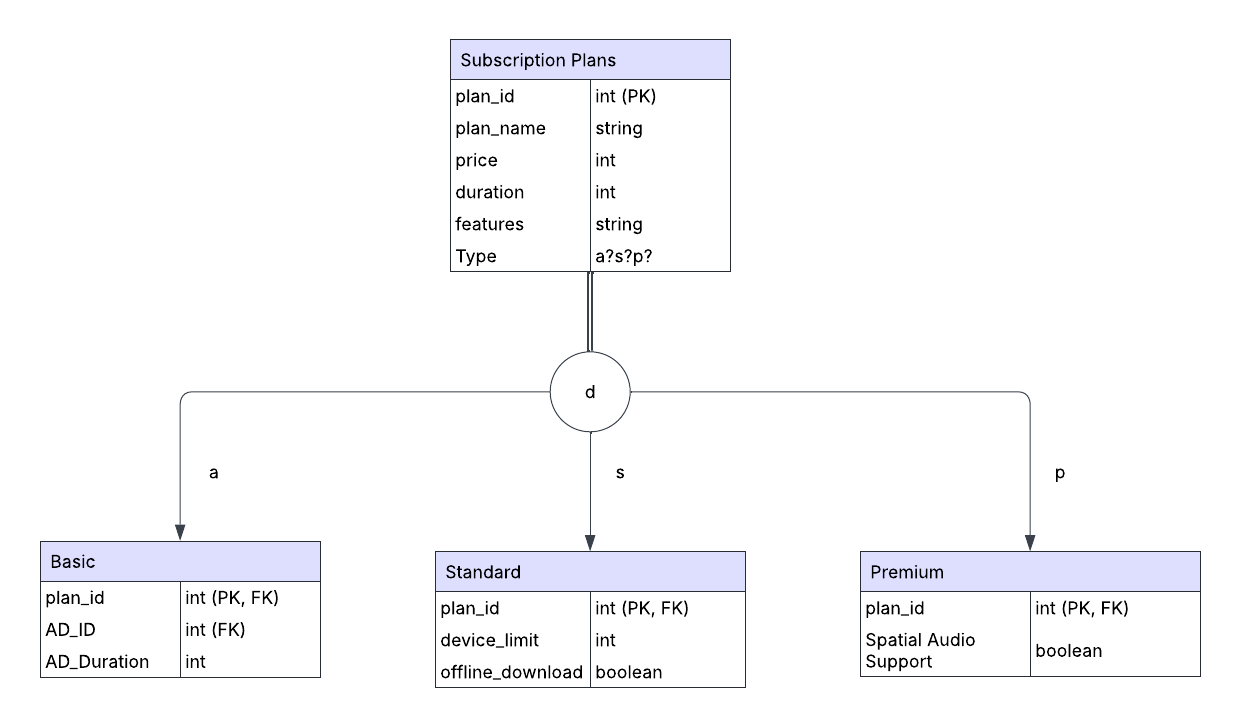 Subscription Plans
plan_id int (PK)
plan_name string
price int
duration int
features string
Type a?s?p?
d
a s p
Basic
plan_id int (PK, FK)
AD_ID int (FK)
AD_Duration int
Standard
plan_id int (PK, FK)
device_limit int
offline_download boolean
Premium
plan_id int (PK, FK)
Spatial Audio
Support
boolean